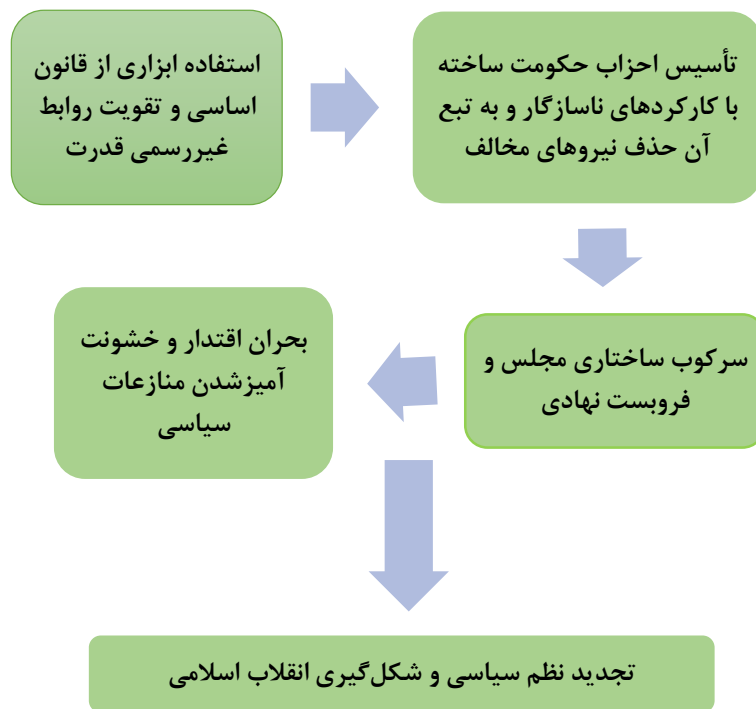 استفاده ابزاری از قانون
اساسی و تقویت روابط
غیررسمی قدرت
تأسیس احزاب حکومت ساخته
با کارکردهای ناسازگار و به تبع
آن حذف نیروهای مخالف
سرکوب ساختاری مجلس و
فروبست نهادی
بحران اقتدار و خشونت
آمیزشدن منازعات
سیاسی
تجدید نظم سیاسی و شکل‌گیری انقلاب اسلامی